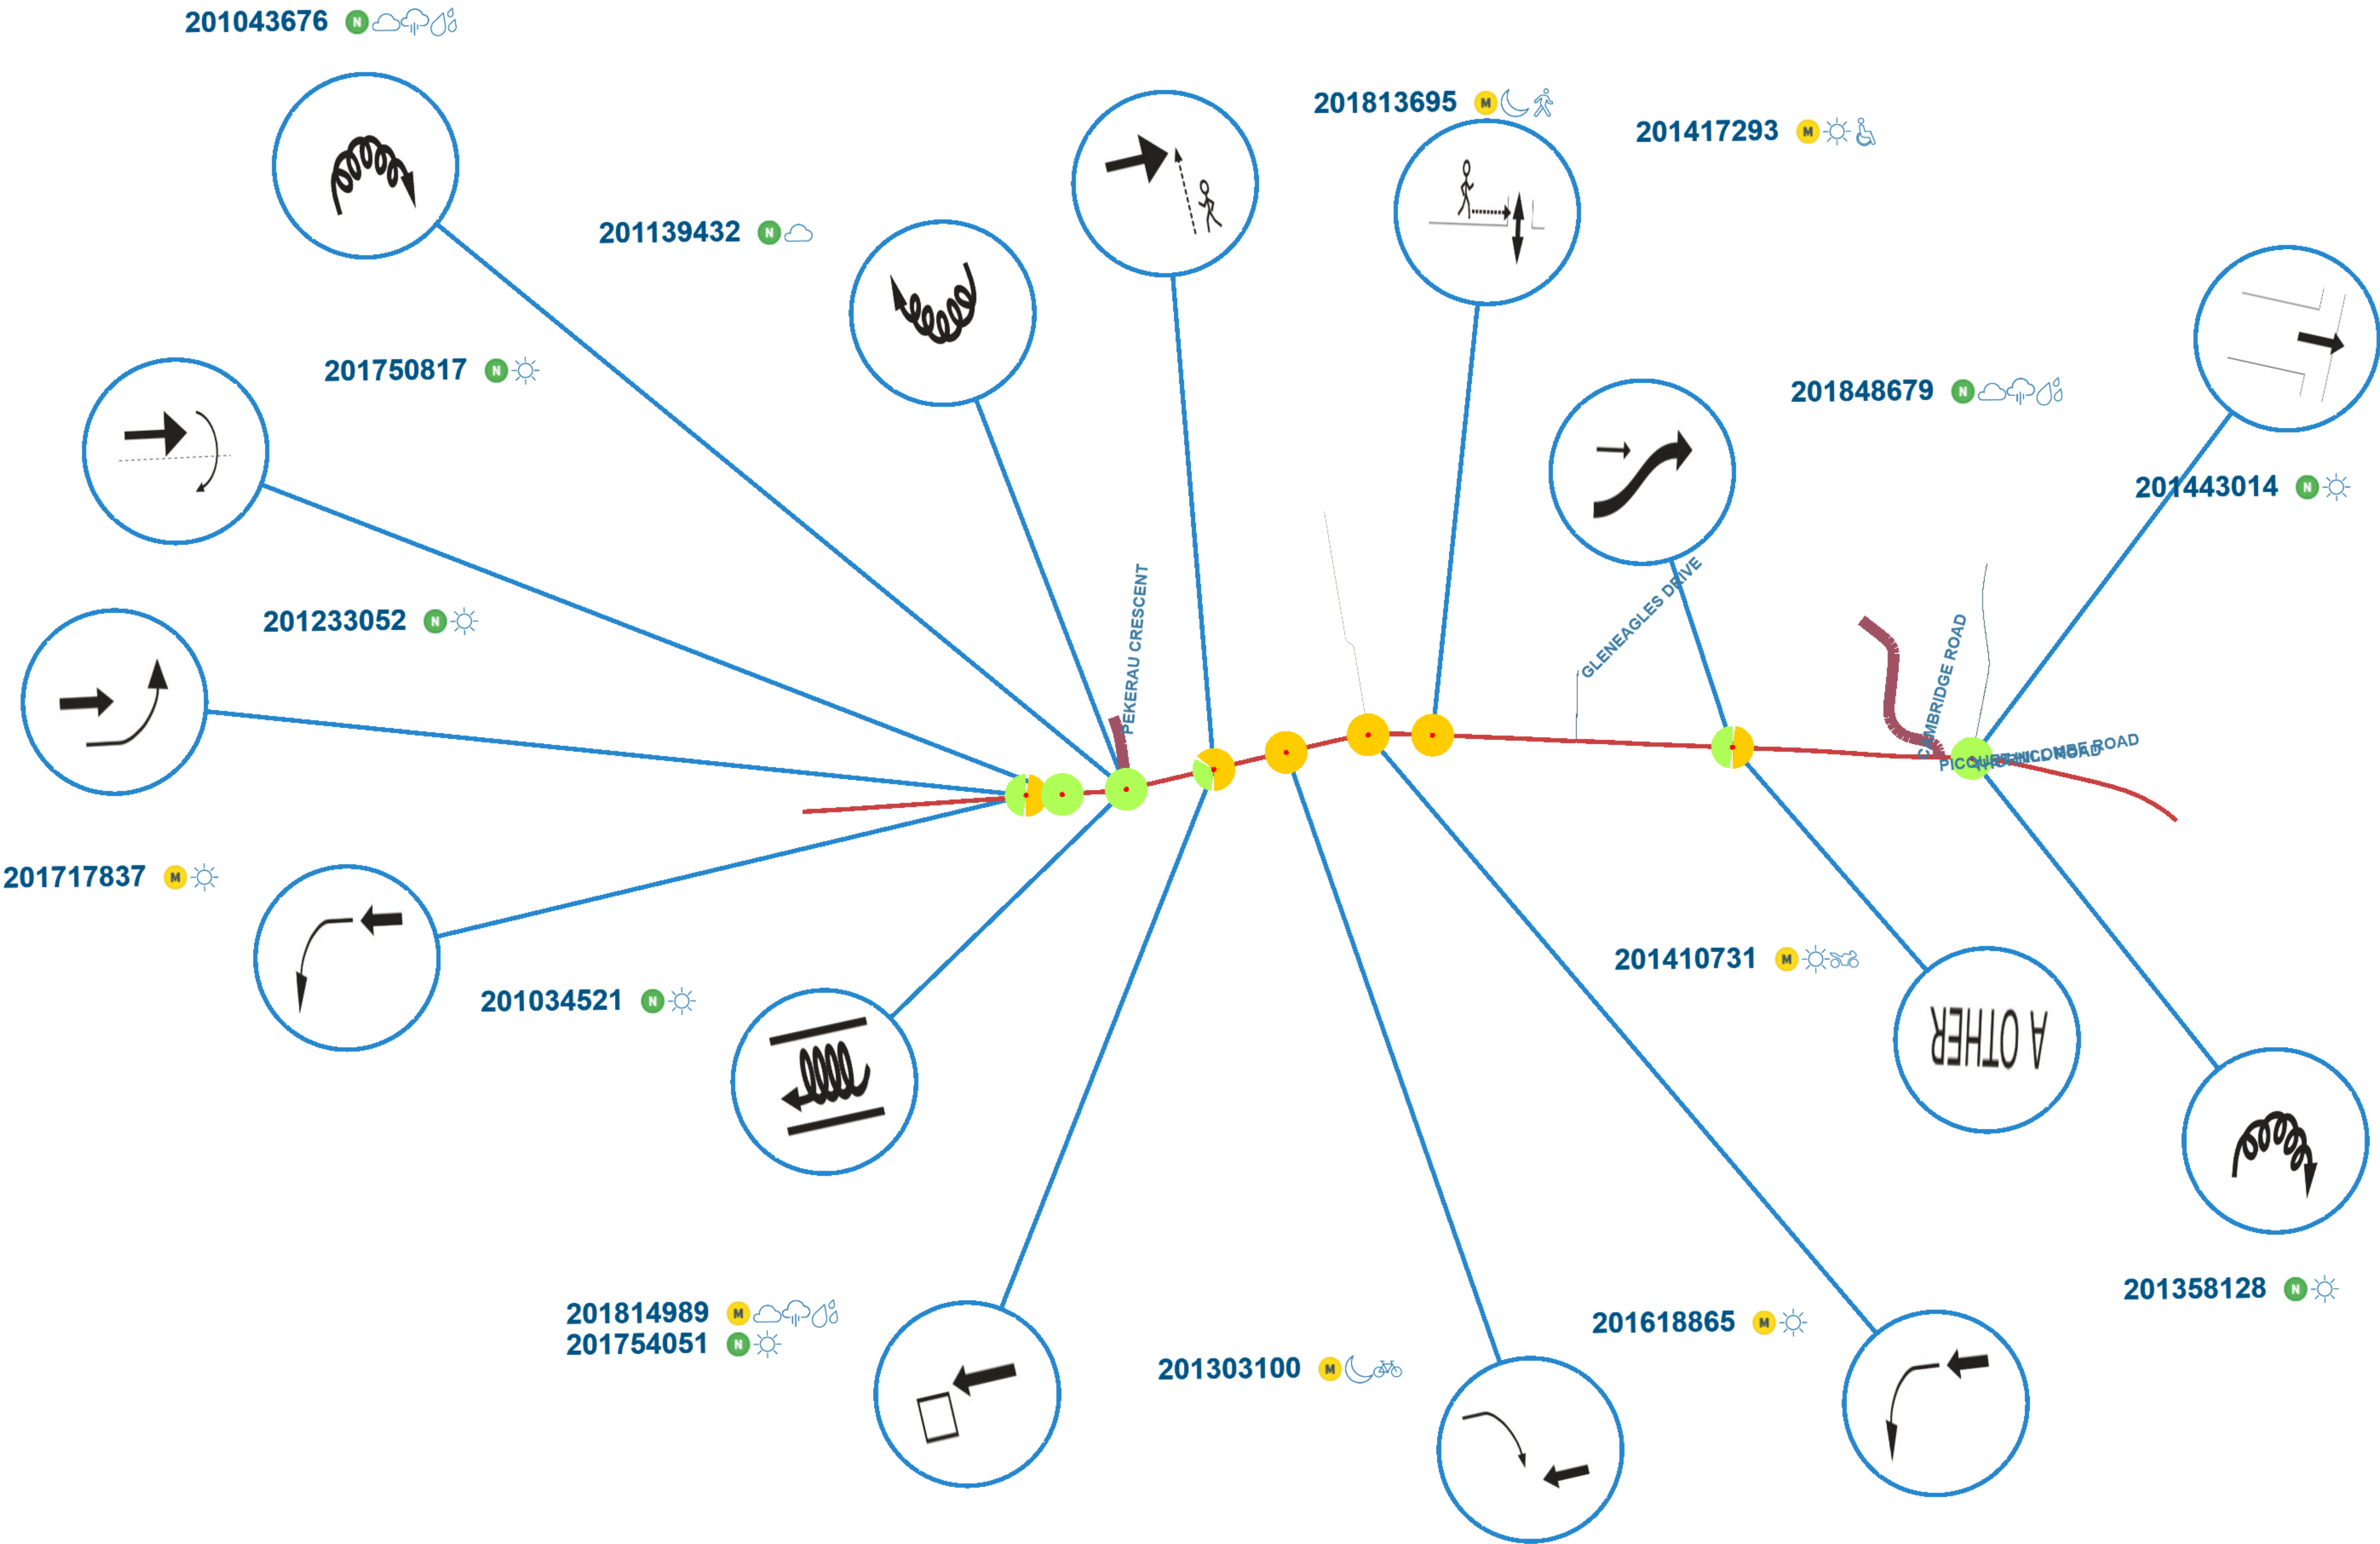 201043676 N
201813695 M
201417293 M
201139432 N
201750817 N
201848679 N
201443014 N
PEKERAU CRESCENT
GLENEAGLES DRIVE
201233052 N
CAMBRIDGE ROAD
ROAD
201717837 M
201410731 M
201034521 N
A OTHER
201358128 N
201814989 M
201754051 N
201618865 M
201303100 M